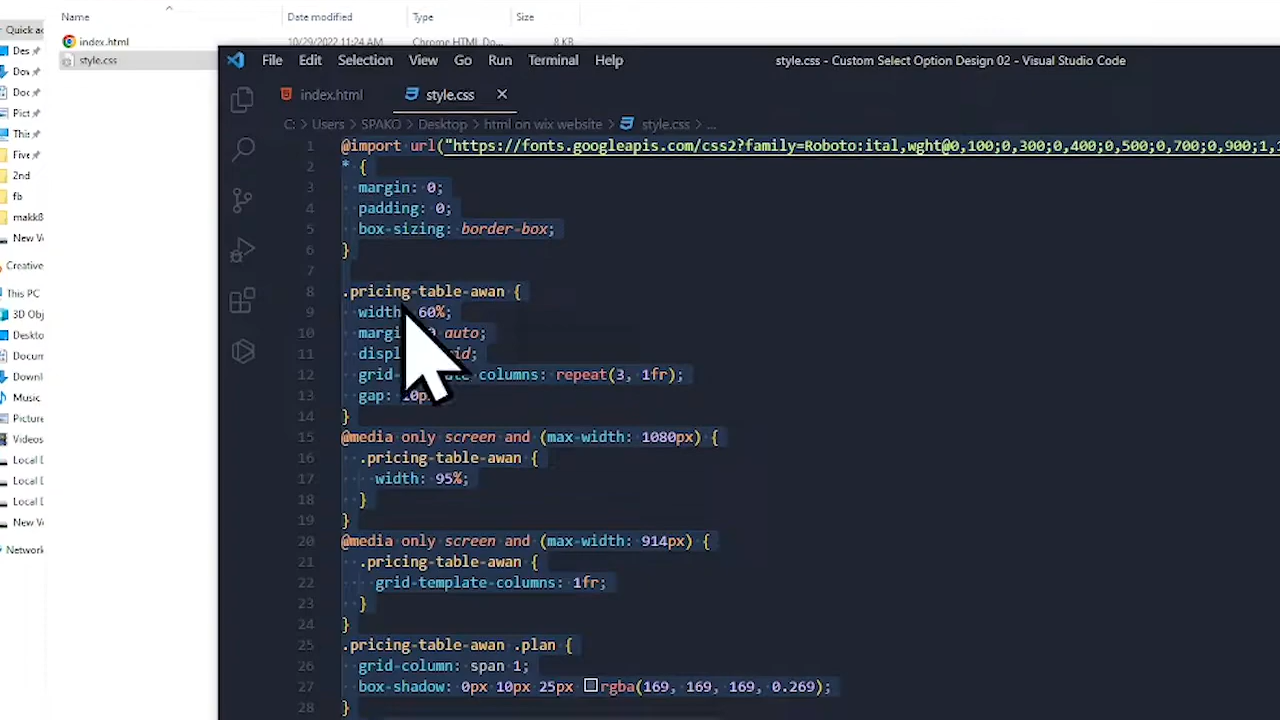 Name Date modified Type Size
Quick ac
index.html 10/29/2022 11:24 AM Chrome HTML Do... 8 KB
style.css
Des
Dov
Doc
Pict
This
Five
2nd
fb
makk8
New V
Creative
This PC
3D Obj
Deskto
Docum
Downl
Music
Picture
Videos
Local D
Local D
Local D
New V
Network
File Edit Selection View Go Run Terminal Help style.css - Custom Select Option Design 02 - Visual Studio Code
index.html style.css
C: > Users > SPAKO > Desktop > html on wix website > style.css > ...
1 @import url("https://fonts.googleapis.com/css2?family=Roboto:ital,wght@0,100;0,300;0,400;0,500;0,700;0,900;1,1
2 * {
3 margin: 0;
4 padding: 0;
5 box-sizing: border-box;
6 }
7
8 .pricing-table-awan {
9 width 60%;
10 margi 0 auto;
11 displ id;
12 grid- te-columns: repeat(3, 1fr);
13 gap: 10p
14 }
15 @media only screen and (max-width: 1080px) {
16 .pricing-table-awan {
17 width: 95%;
18 }
19 }
20 @media only screen and (max-width: 914px) {
21 .pricing-table-awan {
22 grid-template-columns: 1fr;
23 }
24 }
25 .pricing-table-awan .plan {
26 grid-column: span 1;
27 box-shadow: 0px 10px 25px rgba(169, 169, 169, 0.269);
28 }